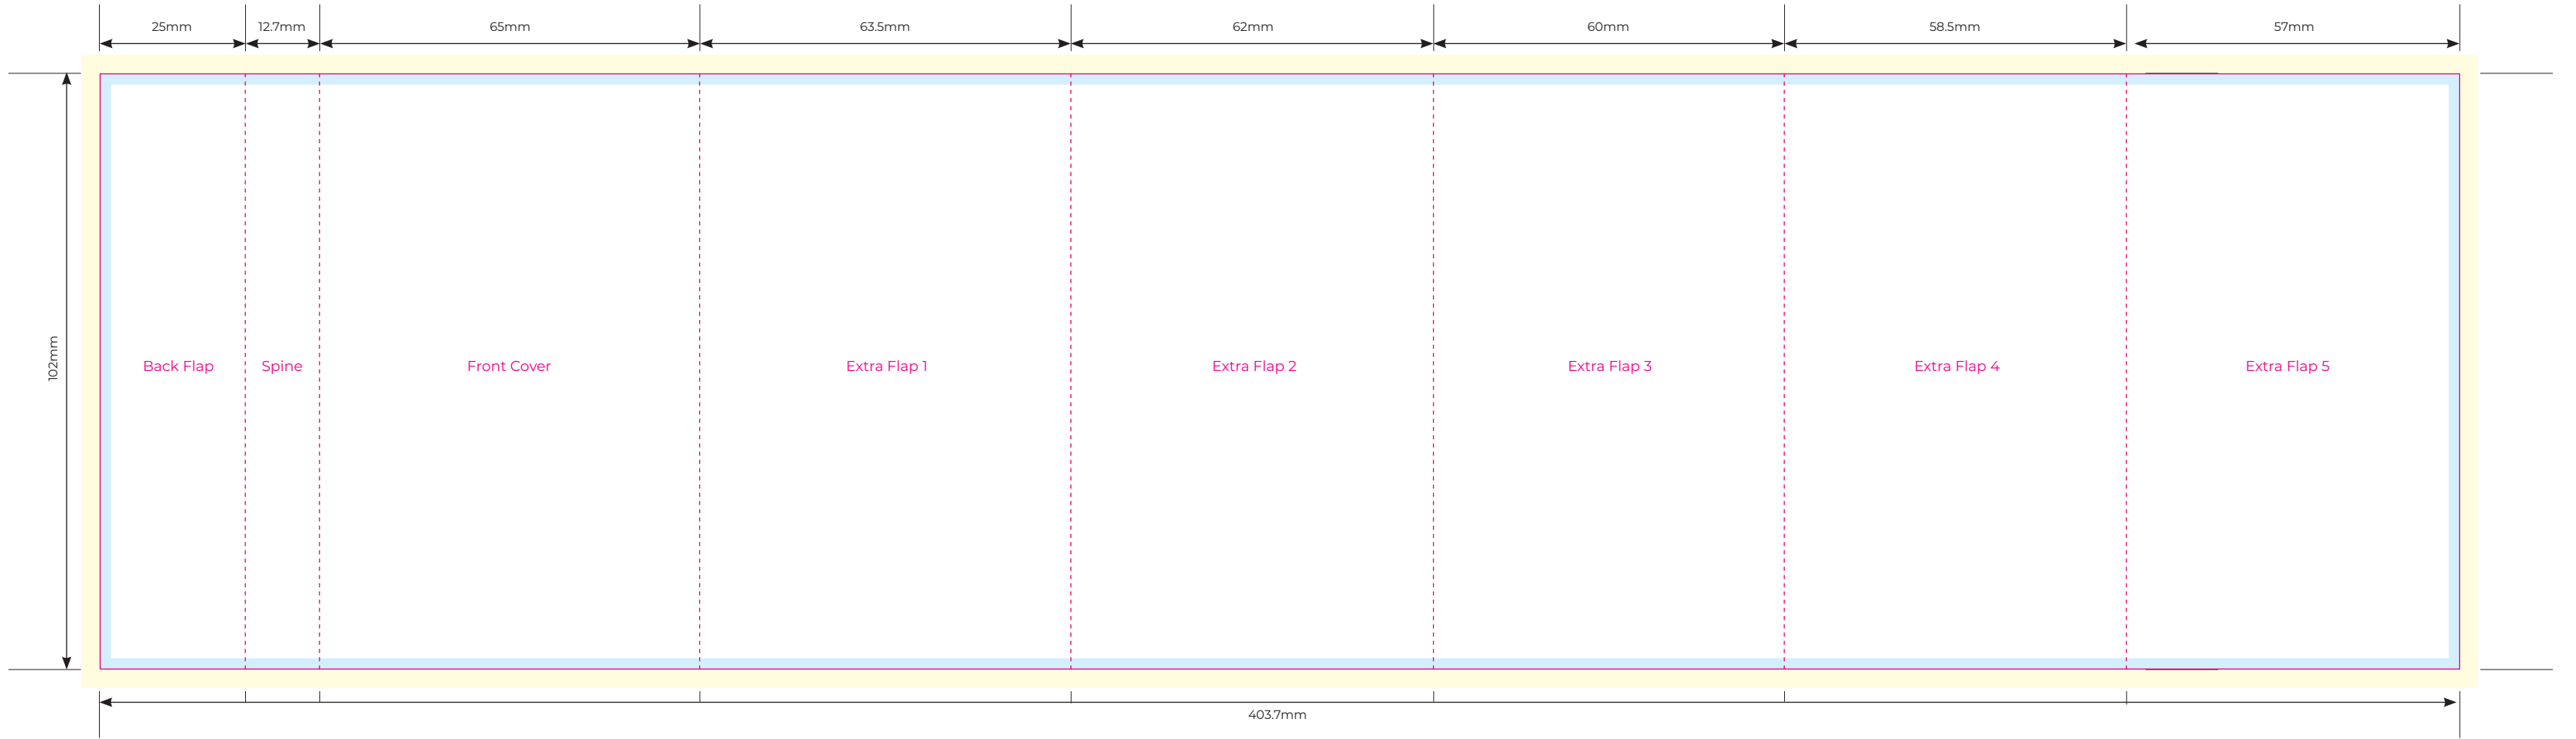 25mm
12.7mm
65mm
63.5mm
62mm
60mm
58.5mm
57mm
102mm
Back Flap
Spine
Front Cover
Extra Flap 1
Extra Flap 2
Extra Flap 3
Extra Flap 4
Extra Flap 5
403.7mm